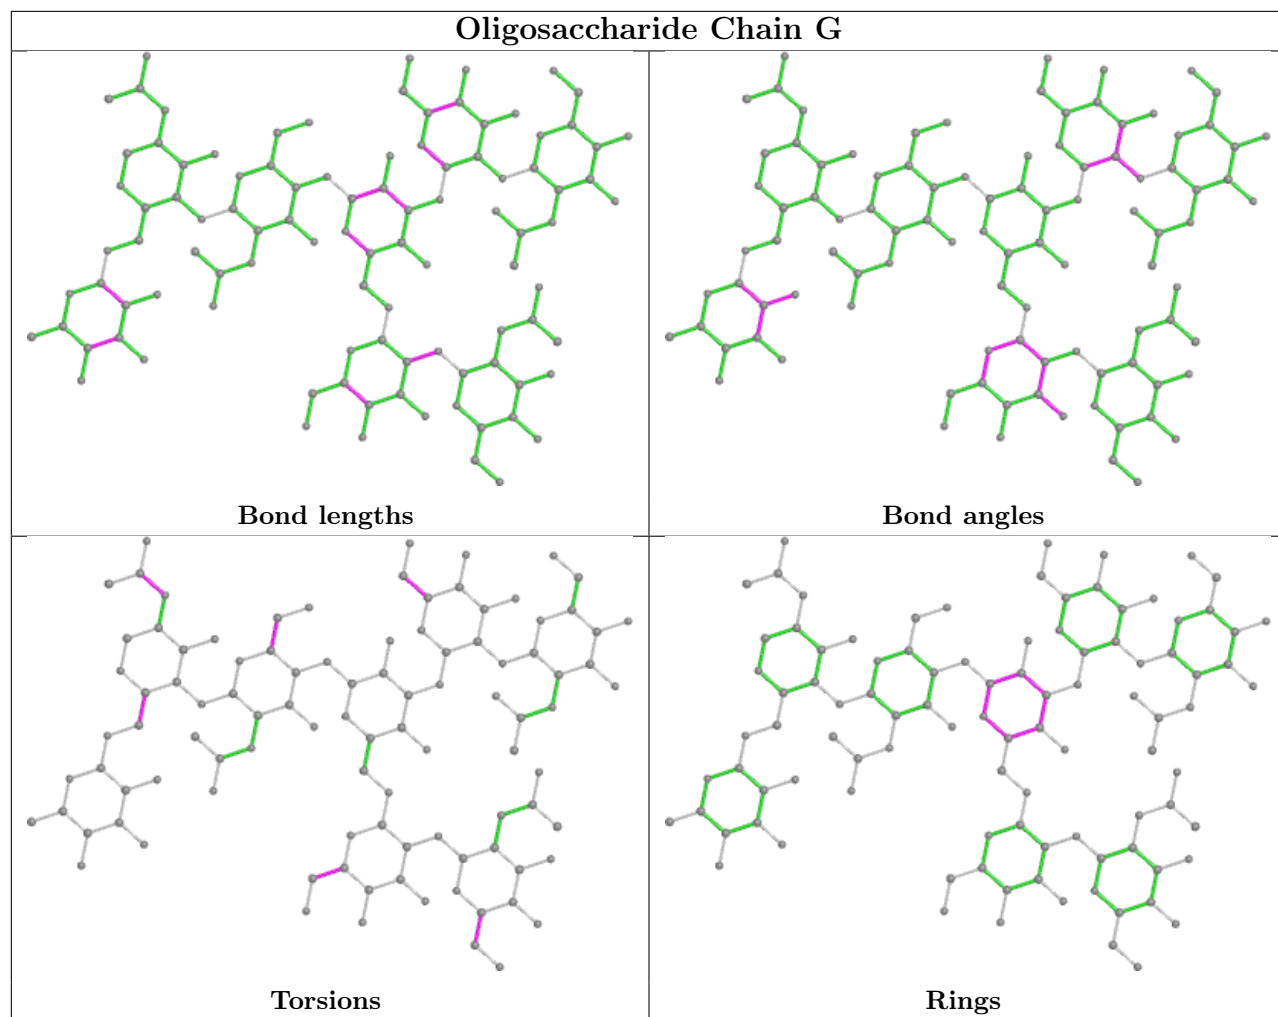 Oligosaccharide Chain G
Bond lengths
Bond angles
Torsions
Rings